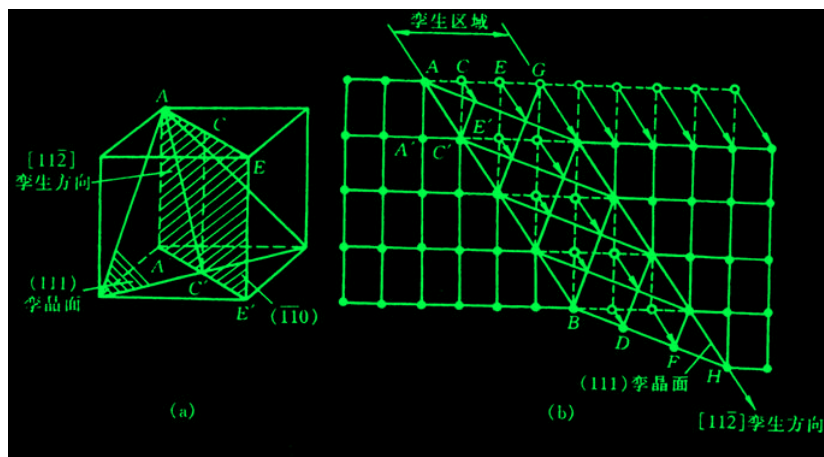 孪生区域
A C E G
A
C
[11$\bar{2}$]
孪生方向
E
E′
A′ C′
(111)
孪晶面
A
C′
E′
($\bar{1}\bar{1}$0)
B
D
F
H
(111)孪晶面
[11$\bar{2}$]孪生方向
(a)
(b)